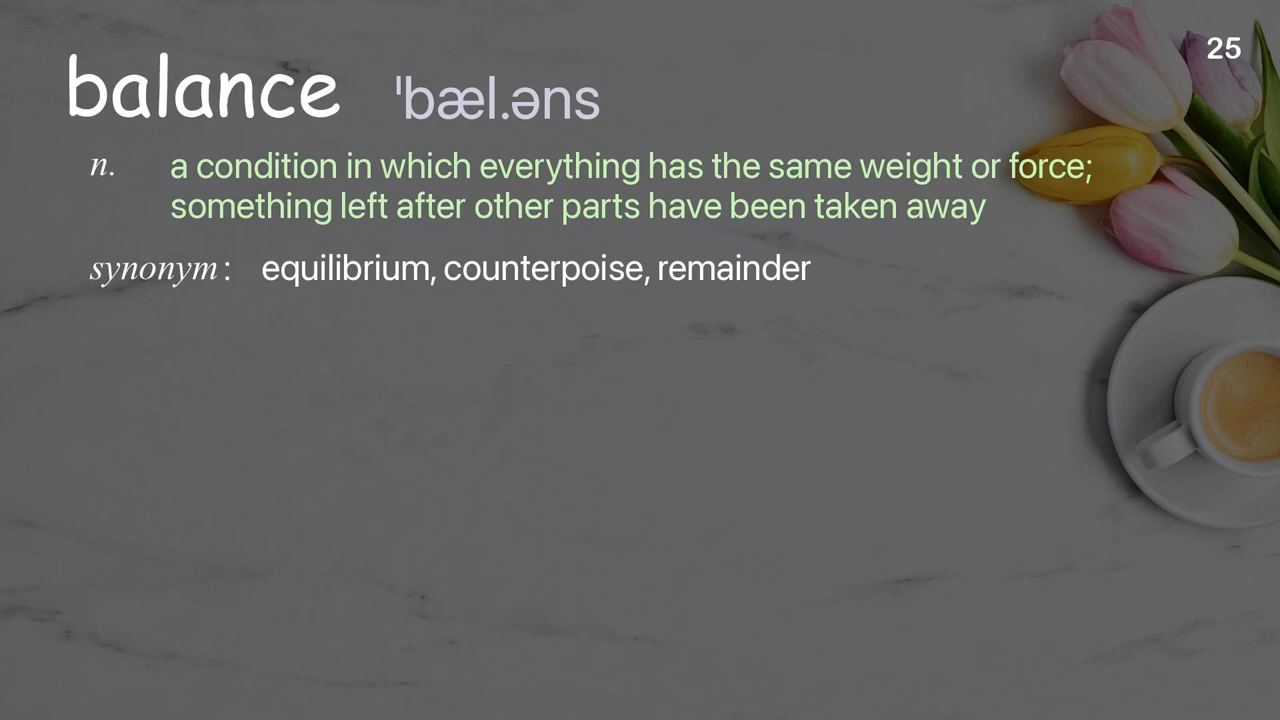 25
balance ˈbæl.əns
n. a condition in which everything has the same weight or force;
something left after other parts have been taken away
synonym: equilibrium, counterpoise, remainder